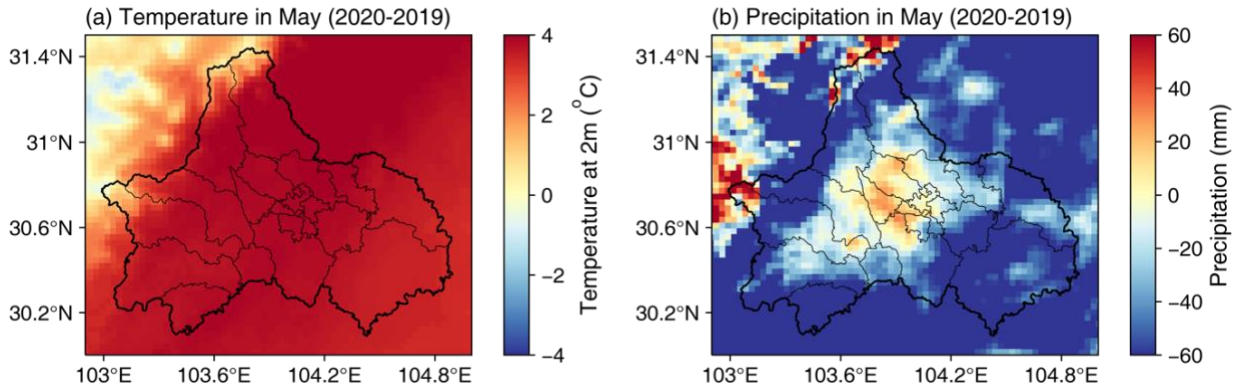 (a) Temperature in May (2020-2019)
31.4°N
31°N
30.6°N
30.2°N
103°E
103.6°E
104.2°E
104.8°E
4
2
0
−2
−4
Temperature at 2m (°C)
(b) Precipitation in May (2020-2019)
31.4°N
31°N
30.6°N
30.2°N
103°E
103.6°E
104.2°E
104.8°E
60
40
20
0
−20
−40
−60
Precipitation (mm)